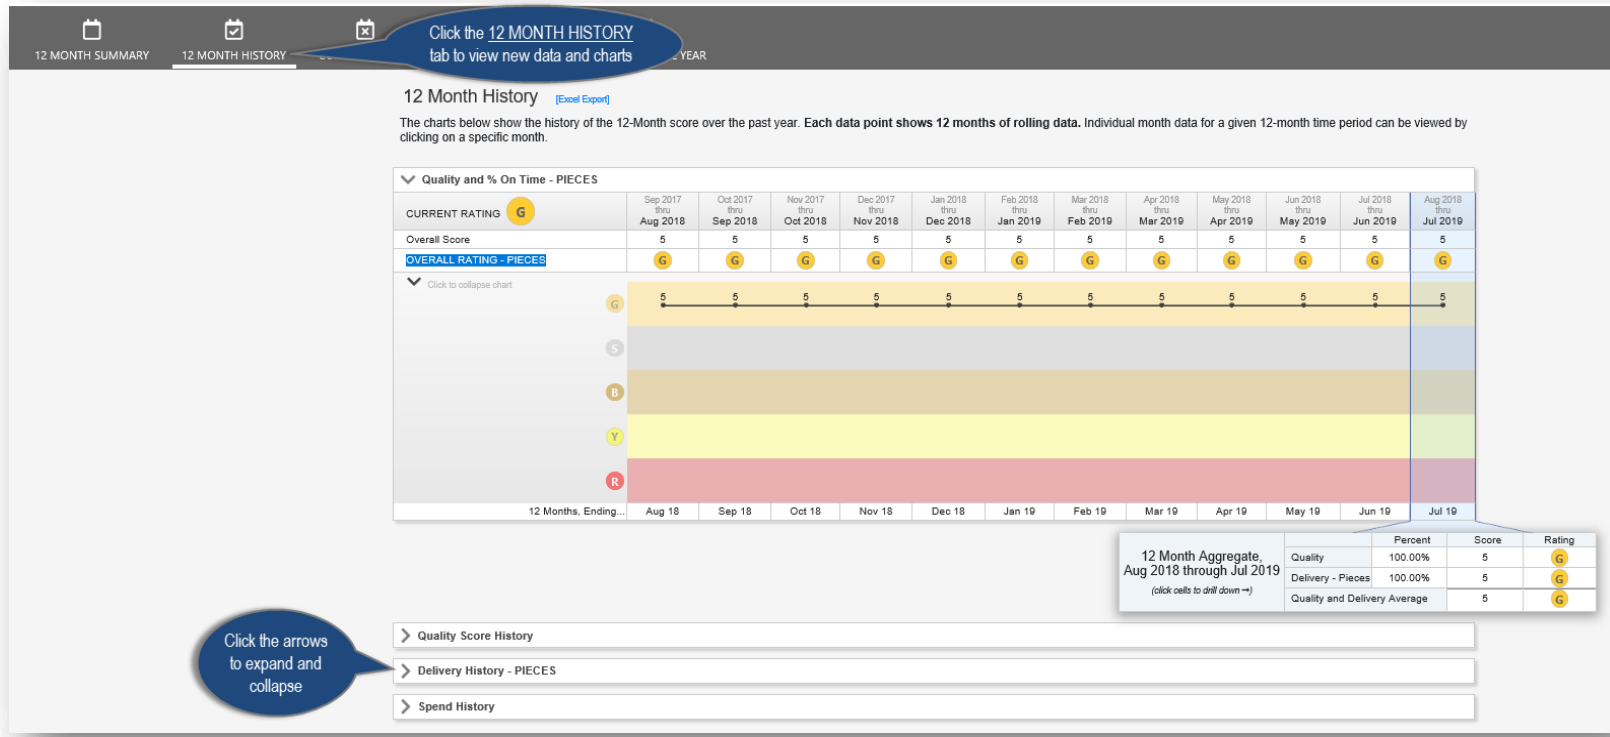 12 MONTH SUMMARY
12 MONTH HISTORY
Click the 12 MONTH HISTORY
tab to view new data and charts
YEAR
12 Month History [Excel Export]
The charts below show the history of the 12-Month score over the past year. Each data point shows 12 months of rolling data. Individual month data for a given 12-month time period can be viewed by
clicking on a specific month.
Quality and % On Time - PIECES
CURRENT RATING G
Sep 2017 thru Aug 2018
Oct 2017 thru Sep 2018
Nov 2017 thru Oct 2018
Dec 2017 thru Nov 2018
Jan 2018 thru Dec 2018
Feb 2018 thru Jan 2019
Mar 2018 thru Feb 2019
Apr 2018 thru Mar 2019
May 2018 thru Apr 2019
Jun 2018 thru May 2019
Jul 2018 thru Jun 2019
Aug 2018 thru Jul 2019
Overall Score 5 5 5 5 5 5 5 5 5 5 5 5
OVERALL RATING - PIECES G G G G G G G G G G G G
Click to collapse chart
G 5 5 5 5 5 5 5 5 5 5 5 5
S
B
Y
R
12 Months, Ending... Aug 18 Sep 18 Oct 18 Nov 18 Dec 18 Jan 19 Feb 19 Mar 19 Apr 19 May 19 Jun 19 Jul 19
12 Month Aggregate,
Aug 2018 through Jul 2019
(click cells to drill down→)
Percent Score Rating
Quality 100.00% 5 G
Delivery - Pieces 100.00% 5 G
Quality and Delivery Average 5 G
Click the arrows
to expand and
collapse
Quality Score History
Delivery History - PIECES
Spend History